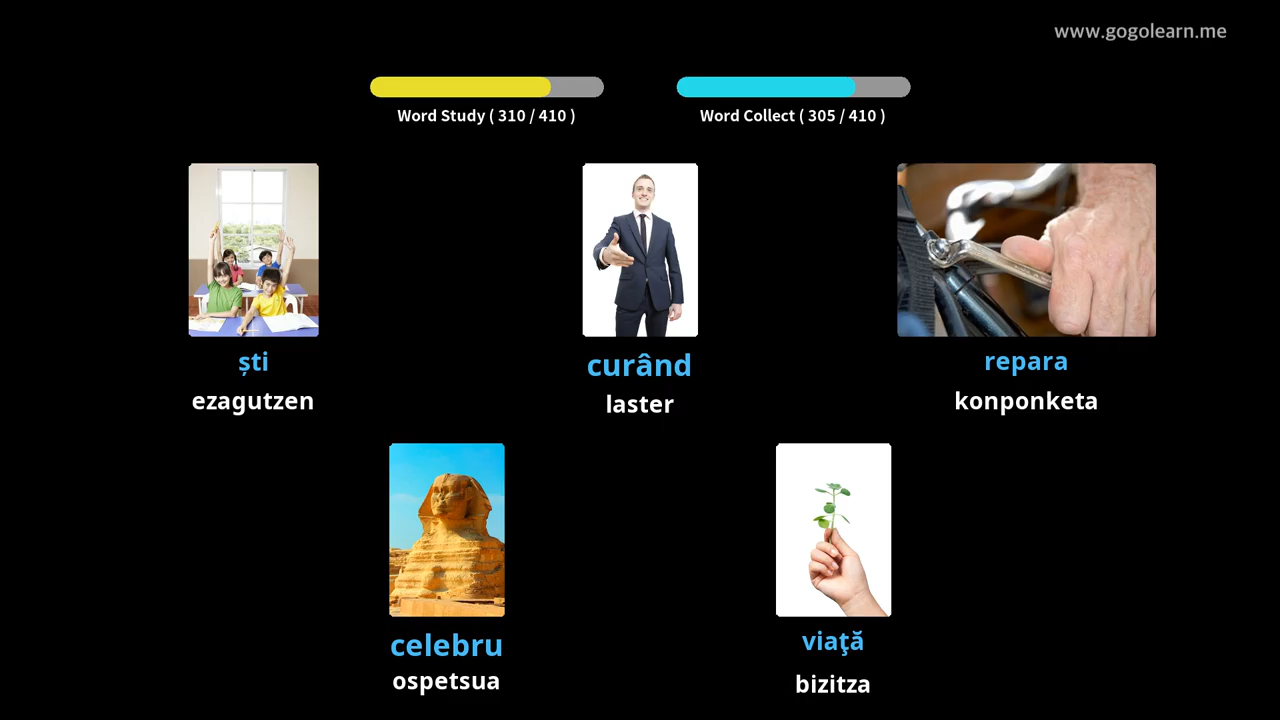 www.gogolearn.me
Word Study ( 310 / 410 )
Word Collect ( 305 / 410 )
ști
ezagutzen
curând
laster
repara
konponketa
celebru
ospetsua
viaţă
bizitza